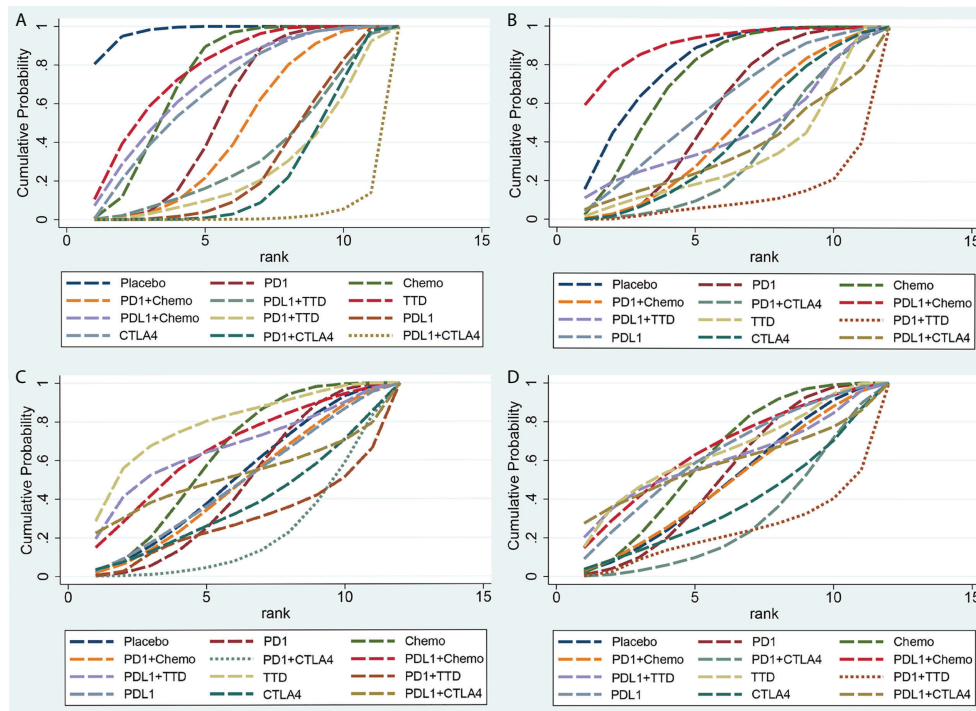 A
Cumulative Probability
1
.8
.6
.4
.2
0
0 5 10 15
rank
Placebo PD1 Chemo
PD1+Chemo PDL1+TTD TTD
PDL1+Chemo PD1+TTD PDL1
CTLA4 PD1+CTLA4 PDL1+CTLA4
B
Cumulative Probability
1
.8
.6
.4
.2
0
0 5 10 15
rank
Placebo PD1 Chemo
PD1+Chemo PD1+CTLA4 PDL1+Chemo
PDL1+TTD TTD PD1+TTD
PDL1 CTLA4 PDL1+CTLA4
C
Cumulative Probability
1
.8
.6
.4
.2
0
0 5 10 15
rank
Placebo PD1 Chemo
PD1+Chemo PD1+CTLA4 PDL1+Chemo
PDL1+TTD TTD PD1+TTD
PDL1 CTLA4 PDL1+CTLA4
D
Cumulative Probability
1
.8
.6
.4
.2
0
0 5 10 15
rank
Placebo PD1 Chemo
PD1+Chemo PD1+CTLA4 PDL1+Chemo
PDL1+TTD TTD PD1+TTD
PDL1 CTLA4 PDL1+CTLA4